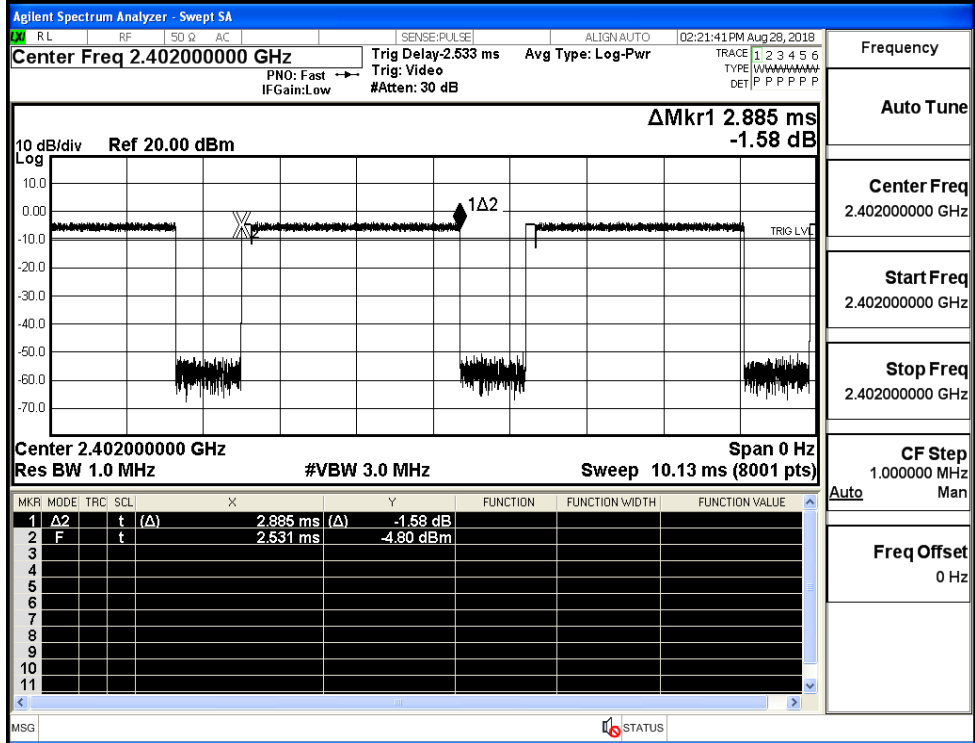 Agilent Spectrum Analyzer - Swept SA
LXI RL RF 50 Ω AC SENSE:PULSE ALIGNAUTO 02:21:41PM Aug 28, 2018
Center Freq 2.402000000 GHz
PNO: Fast
IFGain:Low
Trig Delay-2.533 ms
Trig: Video
#Atten: 30 dB
Avg Type: Log-Pwr
TRACE 1 2 3 4 5 6
TYPE WWWWWW
DET P P P P P P
ΔMkr1 2.885 ms
-1.58 dB
10 dB/div Ref 20.00 dBm
Log
10.0
0.00
-10.0
-20.0
-30.0
-40.0
-50.0
-60.0
-70.0
1Δ2
2
TRIG LVL
Center 2.402000000 GHz Span 0 Hz
Res BW 1.0 MHz #VBW 3.0 MHz Sweep 10.13 ms (8001 pts)
MKR MODE TRC SCL X Y FUNCTION FUNCTION WIDTH FUNCTION VALUE
1 Δ2 t (Δ) 2.885 ms (Δ) -1.58 dB
2 F t 2.531 ms -4.80 dBm
3
4
5
6
7
8
9
10
11
MSG STATUS
Frequency
Auto Tune
Center Freq
2.402000000 GHz
Start Freq
2.402000000 GHz
Stop Freq
2.402000000 GHz
CF Step
1.000000 MHz
Auto Man
Freq Offset
0 Hz